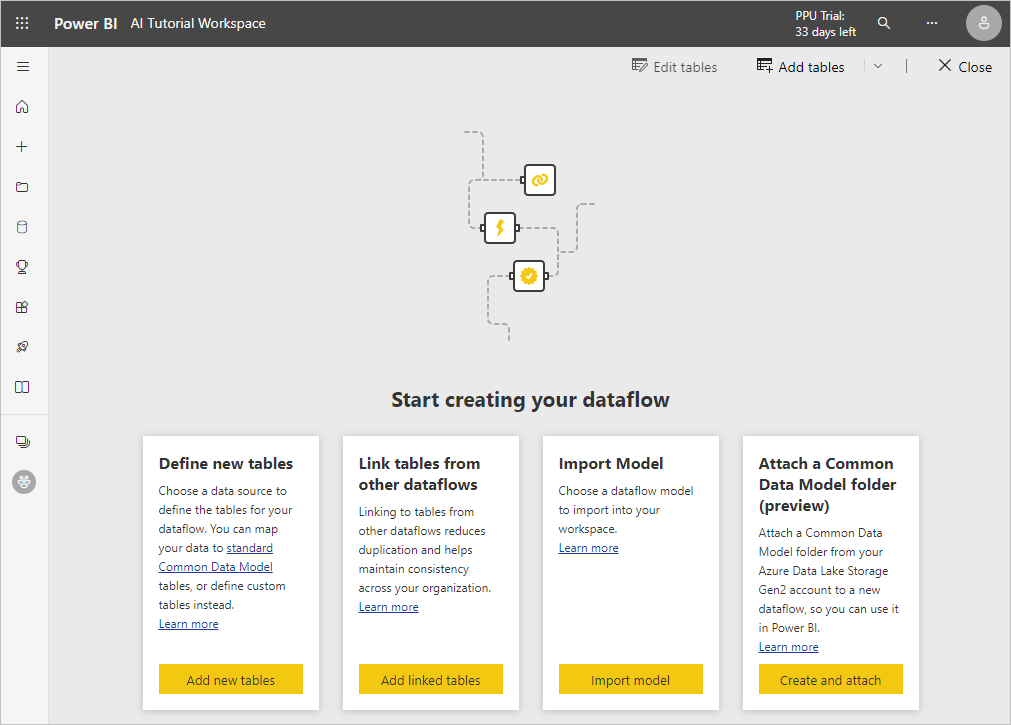 Power BI AI Tutorial Workspace
PPU Trial:
33 days left
Edit tables
Add tables
Close
Start creating your dataflow
Define new tables
Choose a data source to
define the tables for your
dataflow. You can map
your data to standard
Common Data Model
tables, or define custom
tables instead.
Learn more
Add new tables
Link tables from
other dataflows
Linking to tables from
other dataflows reduces
duplication and helps
maintain consistency
across your organization.
Learn more
Add linked tables
Import Model
Choose a dataflow model
to import into your
workspace.
Learn more
Import model
Attach a Common
Data Model folder
(preview)
Attach a Common Data
Model folder from your
Azure Data Lake Storage
Gen2 account to a new
dataflow, so you can use it
in Power BI.
Learn more
Create and attach